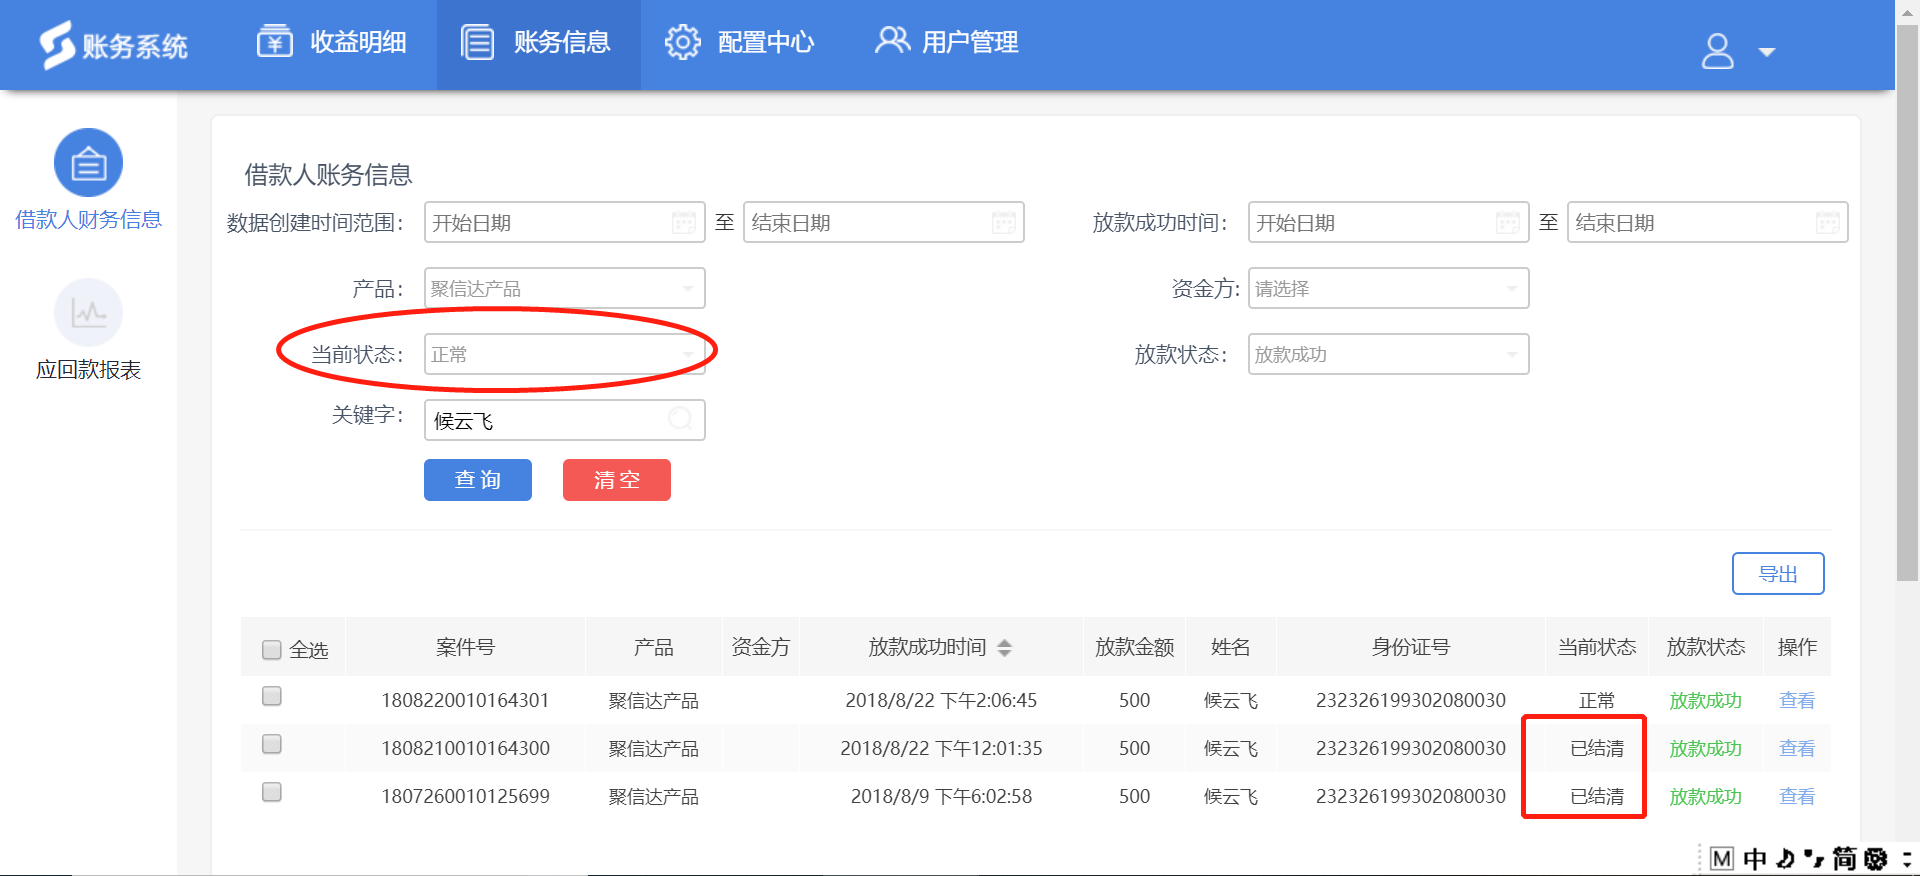 账务系统 收益明细 账务信息 配置中心 用户管理
借款人财务信息
应回款报表
借款人账务信息
数据创建时间范围： 开始日期 至 结束日期 放款成功时间： 开始日期 至 结束日期
产品： 聚信达产品 资金方: 请选择
当前状态： 正常 放款状态： 放款成功
关键字： 候云飞
查询 清空
导出
全选 案件号 产品 资金方 放款成功时间 放款金额 姓名 身份证号 当前状态 放款状态 操作
1808220010164301 聚信达产品 2018/8/22 下午2:06:45 500 候云飞 232326199302080030 正常 放款成功 查看
1808210010164300 聚信达产品 2018/8/22 下午12:01:35 500 候云飞 232326199302080030 已结清 放款成功 查看
1807260010125699 聚信达产品 2018/8/9 下午6:02:58 500 候云飞 232326199302080030 已结清 放款成功 查看
M 中 简